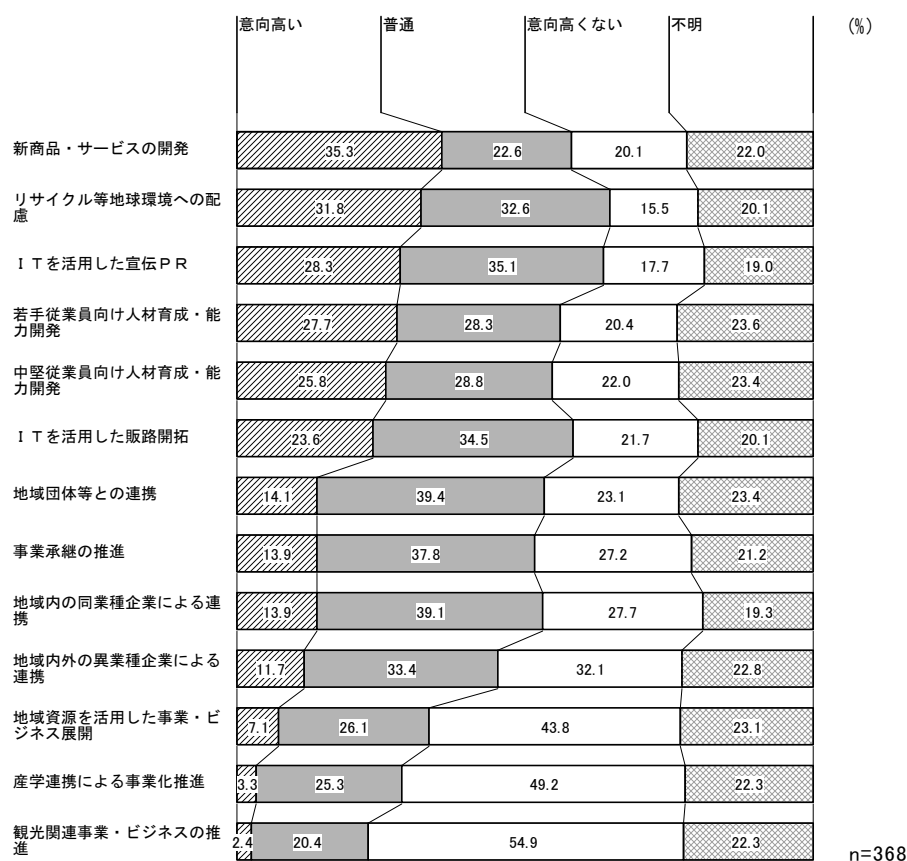 意向高い 普通 意向高くない 不明 (%)
新商品・サービスの開発 35.3 22.6 20.1 22.0
リサイクル等地球環境への配
慮 31.8 32.6 15.5 20.1
ＩＴを活用した宣伝ＰＲ 28.3 35.1 17.7 19.0
若手従業員向け人材育成・能
力開発 27.7 28.3 20.4 23.6
中堅従業員向け人材育成・能
力開発 25.8 28.8 22.0 23.4
ＩＴを活用した販路開拓 23.6 34.5 21.7 20.1
地域団体等との連携 14.1 39.4 23.1 23.4
事業承継の推進 13.9 37.8 27.2 21.2
地域内の同業種企業による連
携 13.9 39.1 27.7 19.3
地域内外の異業種企業による
連携 11.7 33.4 32.1 22.8
地域資源を活用した事業・ビ
ジネス展開 7.1 26.1 43.8 23.1
産学連携による事業化推進 3.3 25.3 49.2 22.3
観光関連事業・ビジネスの推
進 2.4 20.4 54.9 22.3
n=368